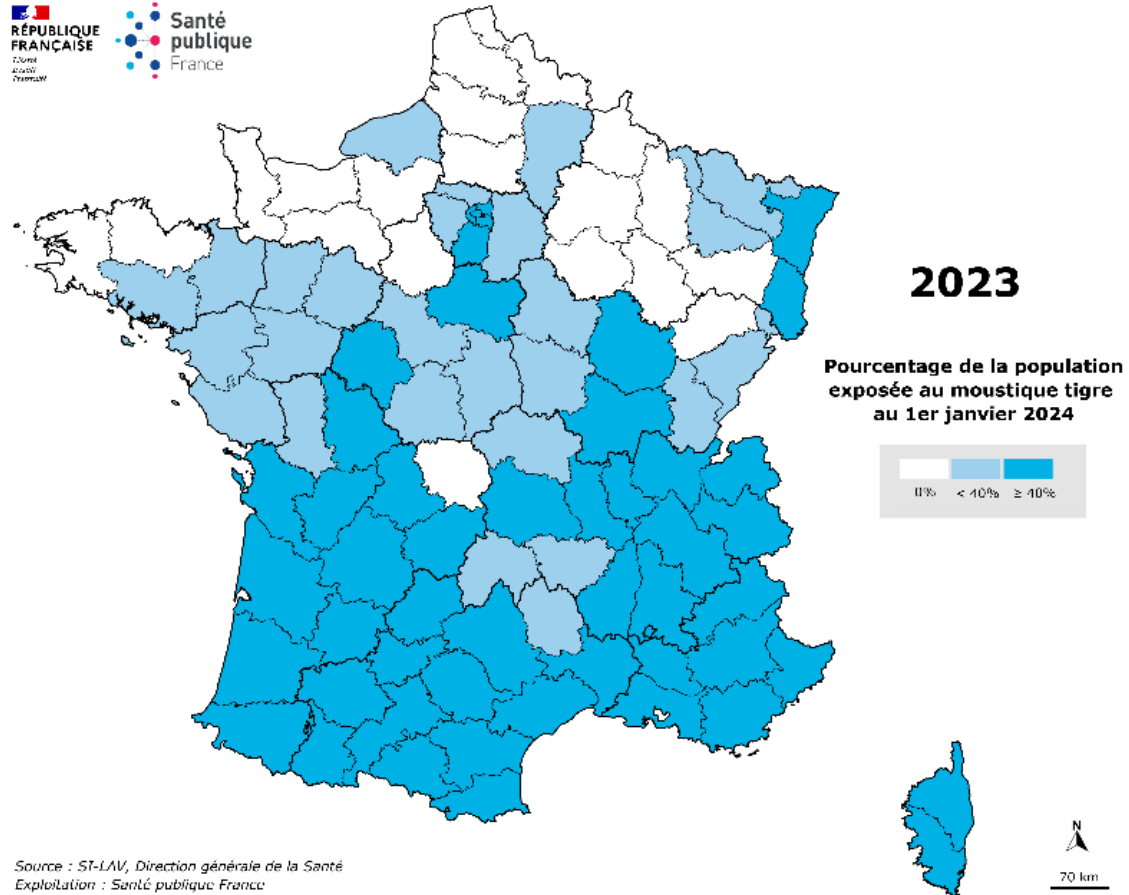 RÉPUBLIQUE
FRANÇAISE
Santé
publique
France
2023
Pourcentage de la population
exposée au moustique tigre
au 1er janvier 2024
0% < 40% ≥ 40%
N
70 km
Source : SI-LAV, Direction générale de la Santé
Exploitation : Santé publique France